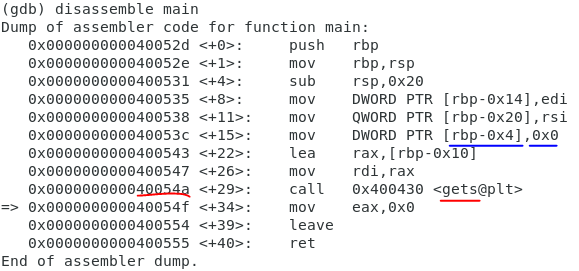 (gdb) disassemble main
Dump of assembler code for function main:
   0x000000000040052d <+0>:     push   rbp
   0x000000000040052e <+1>:     mov    rbp,rsp
   0x0000000000400531 <+4>:     sub    rsp,0x20
   0x0000000000400535 <+8>:     mov    DWORD PTR [rbp-0x14],edi
   0x0000000000400538 <+11>:    mov    QWORD PTR [rbp-0x20],rsi
   0x000000000040053c <+15>:    mov    DWORD PTR [rbp-0x4],0x0
   0x0000000000400543 <+22>:    lea    rax,[rbp-0x10]
   0x0000000000400547 <+26>:    mov    rdi,rax
   0x000000000040054a <+29>:    call   0x400430 <gets@plt>
=> 0x000000000040054f <+34>:    mov    eax,0x0
   0x0000000000400554 <+39>:    leave
   0x0000000000400555 <+40>:    ret
End of assembler dump.